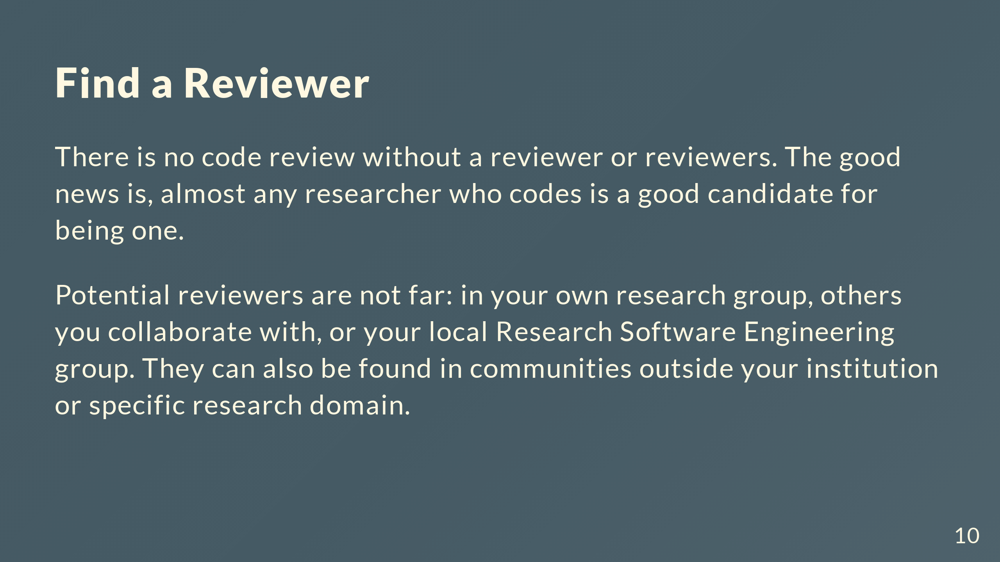 Find a Reviewer
There is no code review without a reviewer or reviewers. The good
news is, almost any researcher who codes is a good candidate for
being one.
Potential reviewers are not far: in your own research group, others
you collaborate with, or your local Research Software Engineering
group. They can also be found in communities outside your institution
or specific research domain.
10